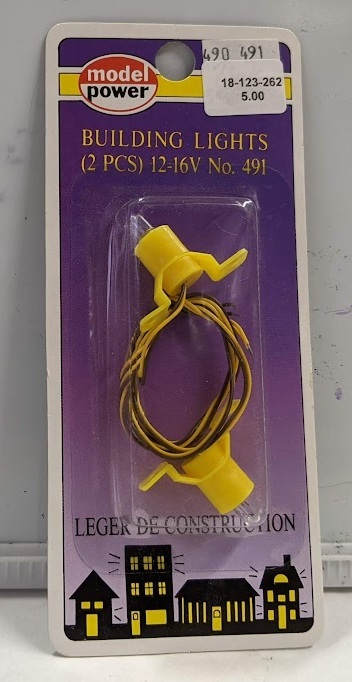 490 491
18-123-262
5.00
model
power
BUILDING LIGHTS
(2 PCS) 12-16V No. 491
LEGER DE CONSTRUCTION